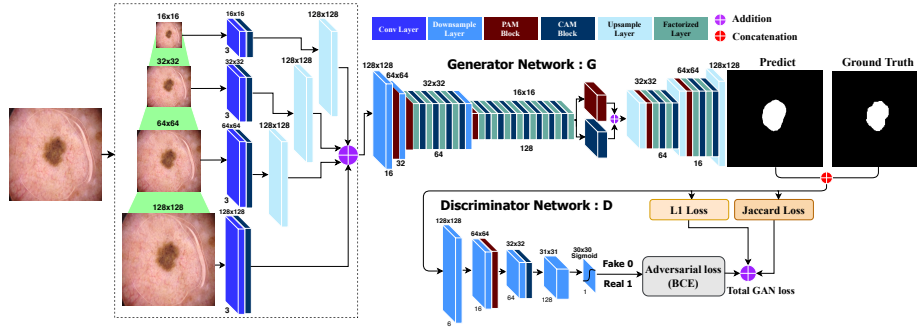 16x16
16x16
3
32x32
32x32
3
64x64
64x64
3
128x128
128x128
3
128x128
128x128
128x128
Conv Layer
Downsample
Layer
PAM
Block
CAM
Block
Upsample
Layer
Factorized
Layer
Addition
Concatenation
Generator Network : G
128x128
16
64x64
32
32x32
64
16x16
128
32x32
64
64x64
16
128x128
Predict
Ground Truth
Discriminator Network : D
128x128
6
64x64
16
32x32
64
31x31
128
30x30
Sigmoid
1
Fake 0
Real 1
Adversarial loss
(BCE)
L1 Loss
Jaccard Loss
Total GAN loss